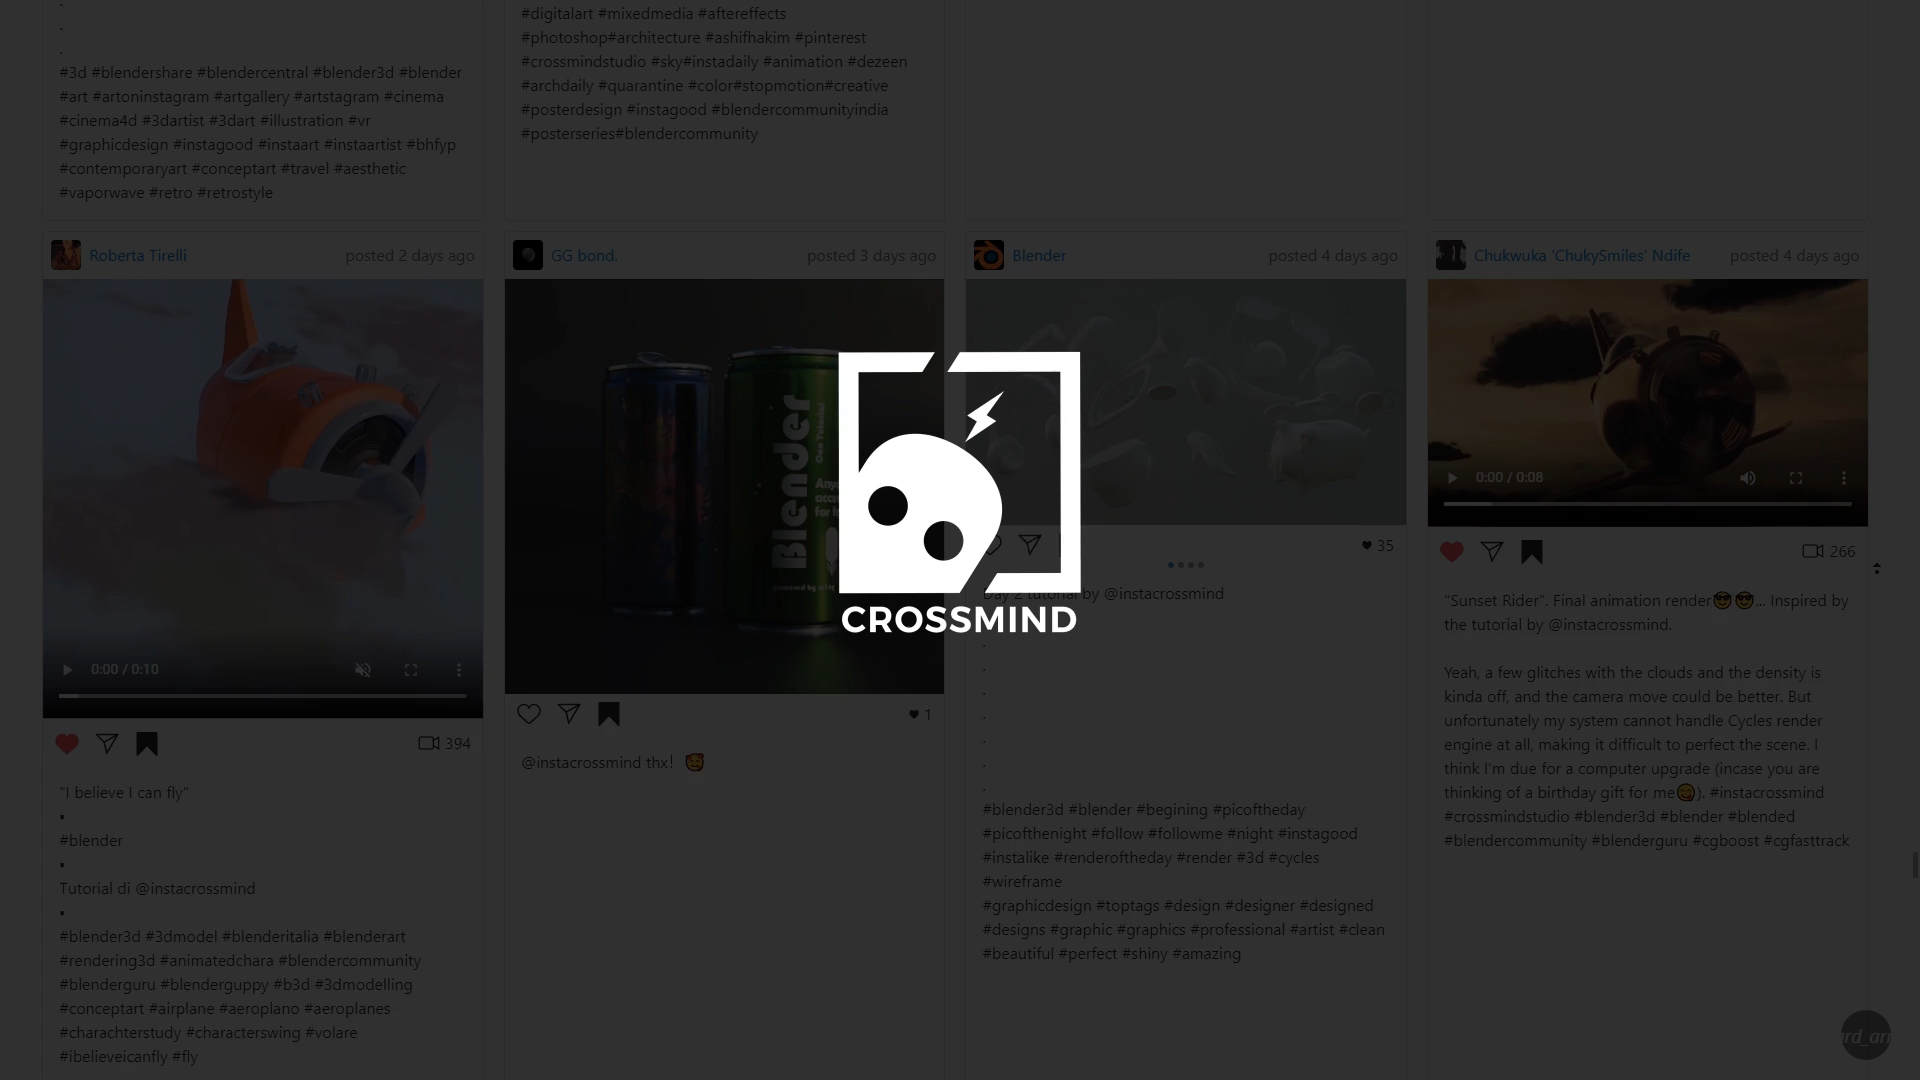 #3d #blendershare #blendercentral #blender3d #blender
#art #artoninstagram #artgallery #artstagram #cinema
#cinema4d #3dartist #3dart #illustration #vr
#graphicdesign #instagood #instaart #instaartist #bhfyp
#contemporaryart #conceptart #travel #aesthetic
#vaporwave #retro #retrostyle
#digitalart #mixedmedia #aftereffects
#photoshop#architecture #ashifhakim #pinterest
#crossmindstudio #sky#instadaily #animation #dezeen
#archdaily #quarantine #color#stopmotion#creative
#posterdesign #instagood #blendercommunityindia
#posterseries#blendercommunity
Roberta Tirelli posted 2 days ago
0:00 / 0:10
394
"I believe I can fly"
#blender
Tutorial di @instacrossmind
#blender3d #3dmodel #blenderitalia #blenderart
#rendering3d #animatedchara #blendercommunity
#blenderguru #blenderguppy #b3d #3dmodelling
#conceptart #airplane #aeroplano #aeroplanes
#charachterstudy #characterswing #volare
#ibelieveicanfly #fly
GG bond. posted 3 days ago
Blender
Can Tutorial
1
@instacrossmind thx!
CROSSMIND
Blender posted 4 days ago
35
Day 2 tutorial by @instacrossmind
#blender3d #blender #begining #picoftheday
#picofthenight #follow #followme #night #instagood
#instalike #renderoftheday #render #3d #cycles
#wireframe
#graphicdesign #toptags #design #designer #designed
#designs #graphic #graphics #professional #artist #clean
#beautiful #perfect #shiny #amazing
Chukwuka 'ChukySmiles' Ndife posted 4 days ago
0:00 / 0:08
266
"Sunset Rider". Final animation render😎😎... Inspired by
the tutorial by @instacrossmind.
Yeah, a few glitches with the clouds and the density is
kinda off, and the camera move could be better. But
unfortunately my system cannot handle Cycles render
engine at all, making it difficult to perfect the scene. I
think I'm due for a computer upgrade (incase you are
thinking of a birthday gift for me😋). #instacrossmind
#crossmindstudio #blender3d #blender #blended
#blendercommunity #blenderguru #cgboost #cgfasttrack